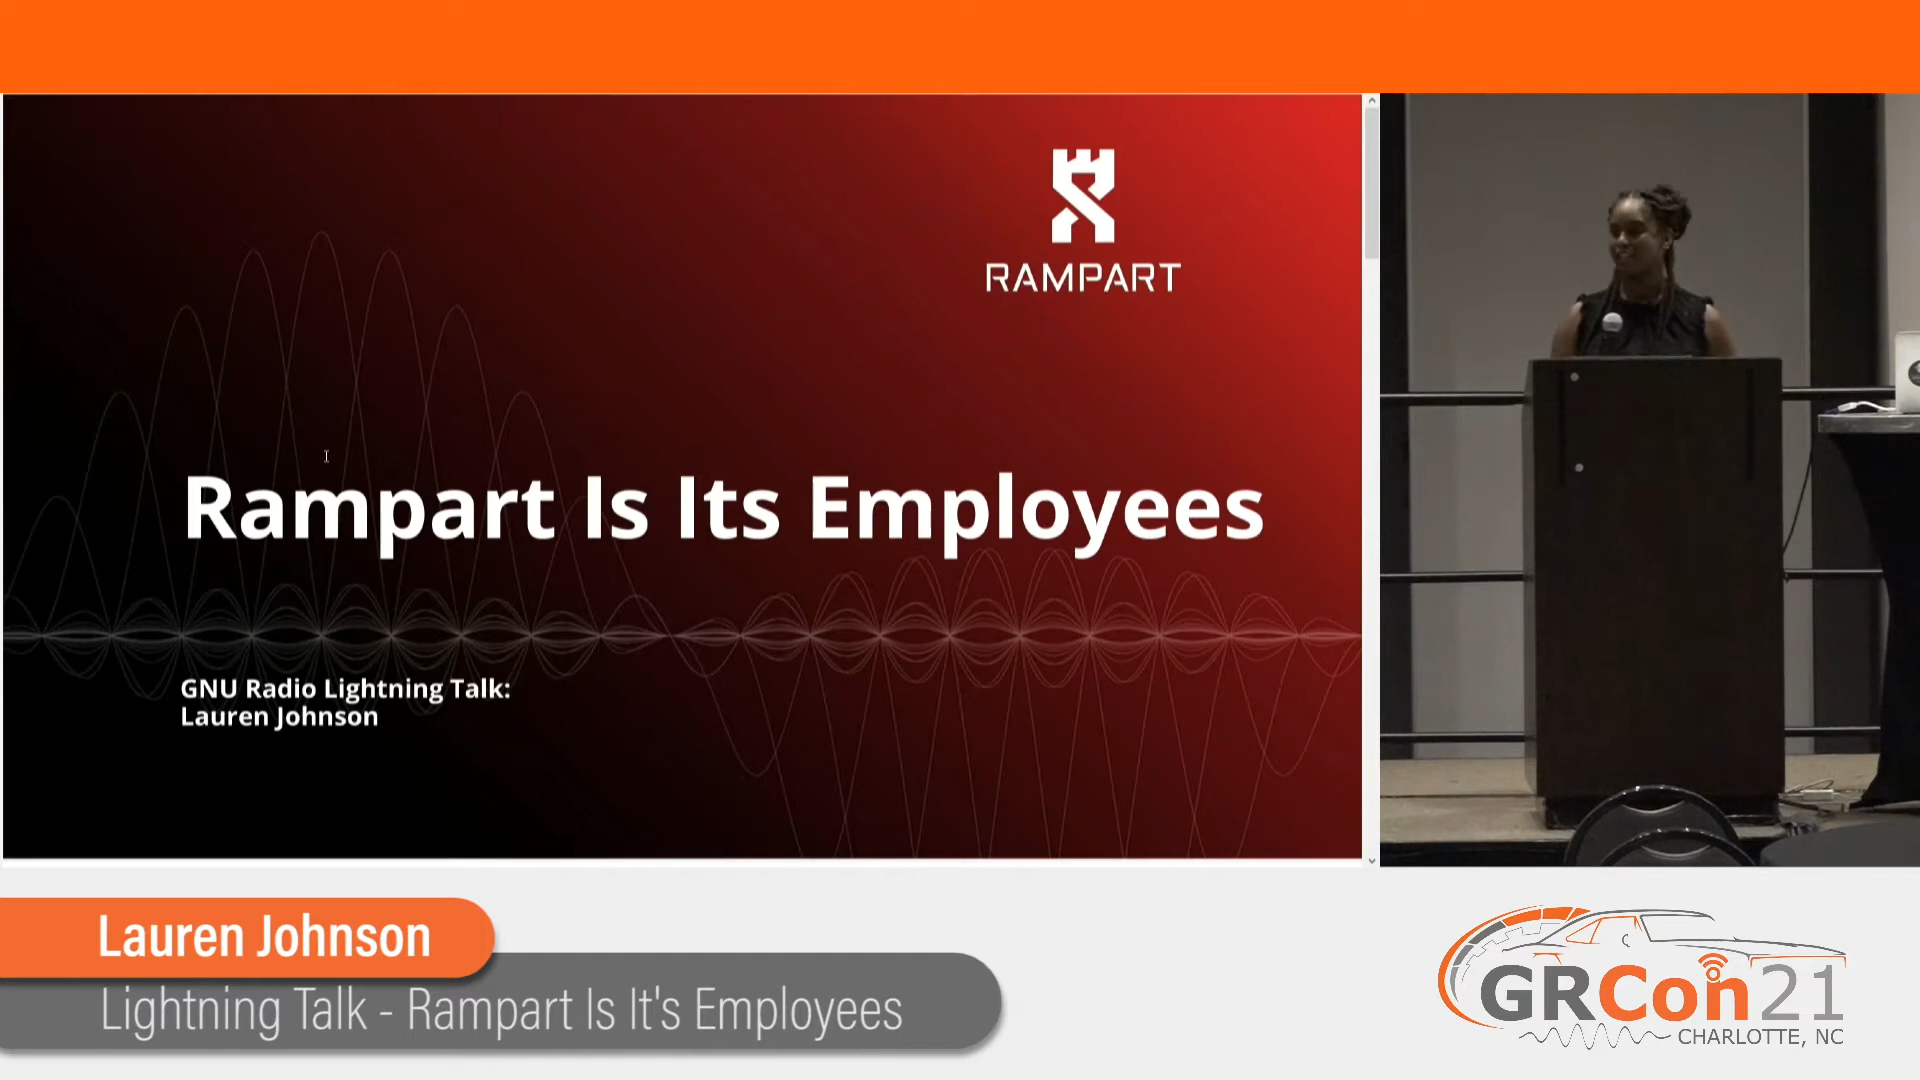 RAMPART
Rampart Is Its Employees
GNU Radio Lightning Talk:
Lauren Johnson
Lauren Johnson
Lightning Talk - Rampart Is It's Employees
GRCon21
CHARLOTTE, NC